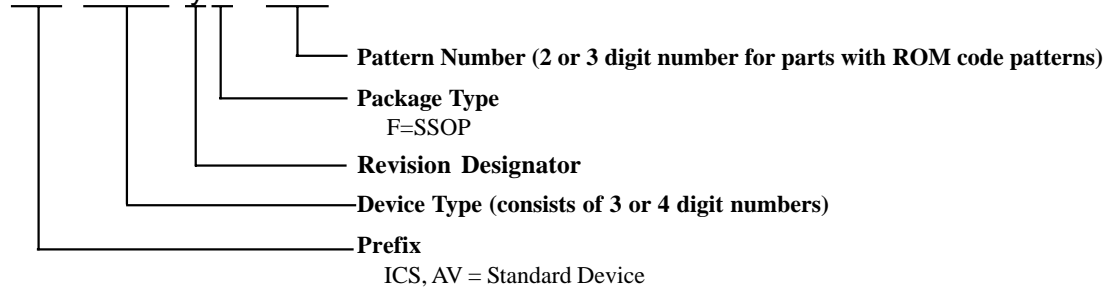 Pattern Number (2 or 3 digit number for parts with ROM code patterns)
Package Type
F=SSOP
Revision Designator
Device Type (consists of 3 or 4 digit numbers)
Prefix
ICS, AV = Standard Device